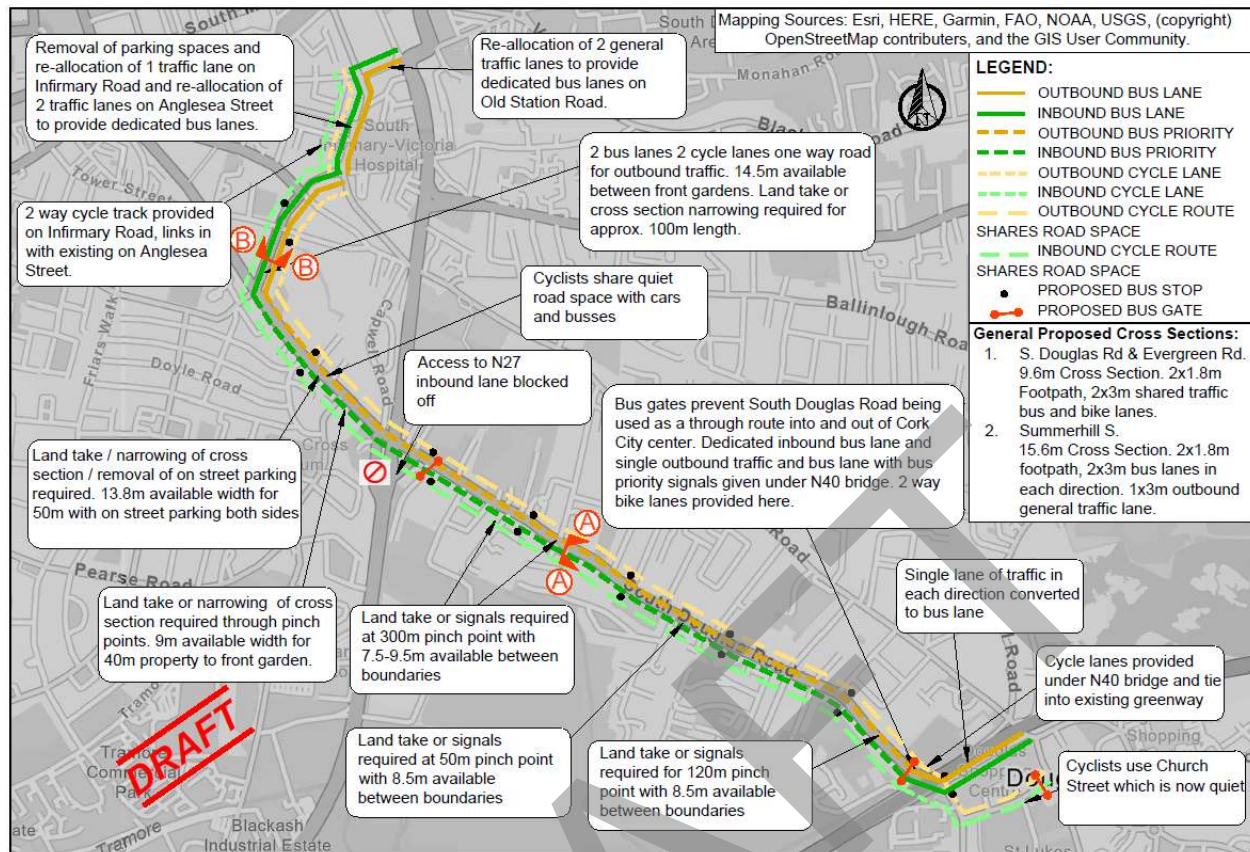 Mapping Sources: Esri, HERE, Garmin, FAO, NOAA, USGS, (copyright)
OpenStreetMap contributers, and the GIS User Community.
LEGEND:
OUTBOUND BUS LANE
INBOUND BUS LANE
OUTBOUND BUS PRIORITY
INBOUND BUS PRIORITY
OUTBOUND CYCLE LANE
INBOUND CYCLE LANE
OUTBOUND CYCLE ROUTE
SHARES ROAD SPACE
INBOUND CYCLE ROUTE
SHARES ROAD SPACE
PROPOSED BUS STOP
PROPOSED BUS GATE
General Proposed Cross Sections:
1. S. Douglas Rd & Evergreen Rd.
9.6m Cross Section. 2x1.8m
Footpath, 2x3m shared traffic
bus and bike lanes.
2. Summerhill S.
15.6m Cross Section. 2x1.8m
footpath, 2x3m bus lanes in
each direction. 1x3m outbound
general traffic lane.
Removal of parking spaces and
re-allocation of 1 traffic lane on
Infirmary Road and re-allocation of
2 traffic lanes on Anglesea Street
to provide dedicated bus lanes.
Re-allocation of 2 general
traffic lanes to provide
dedicated bus lanes on
Old Station Road.
2 bus lanes 2 cycle lanes one way road
for outbound traffic. 14.5m available
between front gardens. Land take or
cross section narrowing required for
approx. 100m length.
2 way cycle track provided
on Infirmary Road, links in
with existing on Anglesea
Street.
Cyclists share quiet
road space with cars
and busses
Access to N27
inbound lane blocked
off
Bus gates prevent South Douglas Road being
used as a through route into and out of Cork
City center. Dedicated inbound bus lane and
single outbound traffic and bus lane with bus
priority signals given under N40 bridge. 2 way
bike lanes provided here.
Land take / narrowing of cross
section / removal of on street parking
required. 13.8m available width for
50m with on street parking both sides
Land take or narrowing of cross
section required through pinch
points. 9m available width for
40m property to front garden.
Land take or signals required
at 300m pinch point with
7.5-9.5m available between
boundaries
Land take or signals
required at 50m pinch point
with 8.5m available
between boundaries
Land take or signals
required for 120m pinch
point with 8.5m available
between boundaries
Single lane of traffic in
each direction converted
to bus lane
Cycle lanes provided
under N40 bridge and tie
into existing greenway
Cyclists use Church
Street which is now quiet
B
B
A
A
DRAFT
South
Victoria
Hospital
Tower Street
Friars Walk
Doyle Road
Capwell Road
Ballinlough
Monahan
Pearse Road
South Douglas Road
Road
Cross
Tramore
Commercial
Park
Tramore
Blackash
Industrial Estate
Shopping
St Lukes